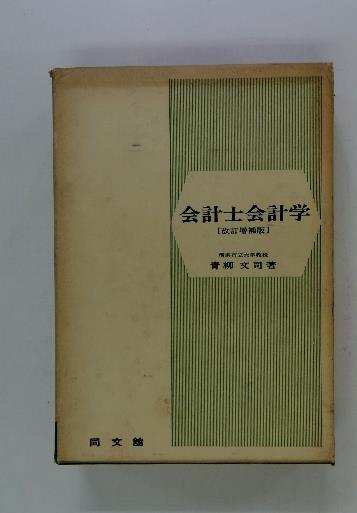 会計士会計学
〔改訂増補版〕
横浜市立大学教授
青柳文司著
同文舘